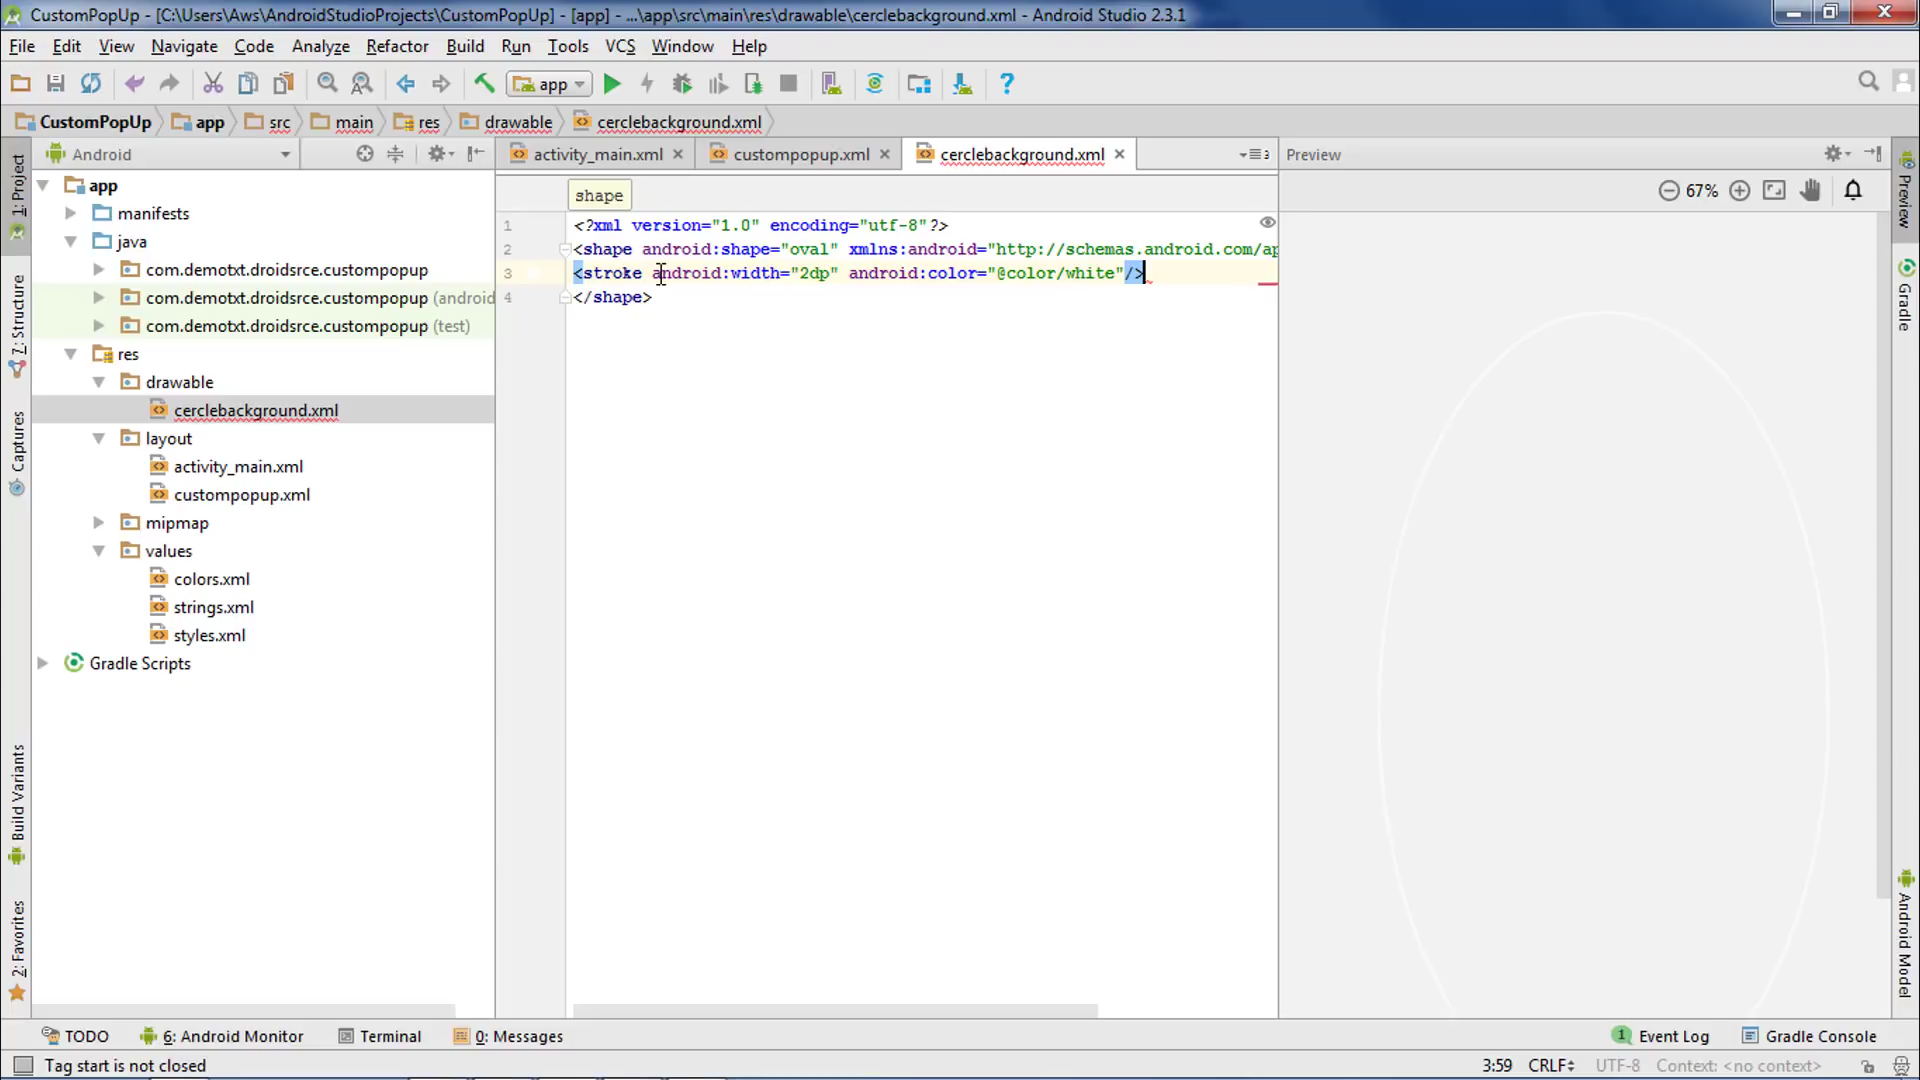 CustomPopUp - [C:\Users\Aws\AndroidStudioProjects\CustomPopUp] - [app] - ...\app\src\main\res\drawable\cerclebackground.xml - Android Studio 2.3.1
File Edit View Navigate Code Analyze Refactor Build Run Tools VCS Window Help
app
CustomPopUp app src main res drawable cerclebackground.xml
Android
activity_main.xml custompopup.xml cerclebackground.xml
3
Preview
shape
67%
1 <?xml version="1.0" encoding="utf-8"?>
2 <shape android:shape="oval" xmlns:android="http://schemas.android.com/ap
3 <stroke android:width="2dp" android:color="@color/white"/>
4 </shape>
app
manifests
java
com.demotxt.droidsrce.custompopup
com.demotxt.droidsrce.custompopup (android
com.demotxt.droidsrce.custompopup (test)
res
drawable
cerclebackground.xml
layout
activity_main.xml
custompopup.xml
mipmap
values
colors.xml
strings.xml
styles.xml
Gradle Scripts
1: Project
7: Structure
Captures
Build Variants
2: Favorites
Preview
Gradle
Android Model
TODO 6: Android Monitor Terminal 0: Messages 1 Event Log Gradle Console
Tag start is not closed 3:59 CRLF UTF-8 Context: <no context>